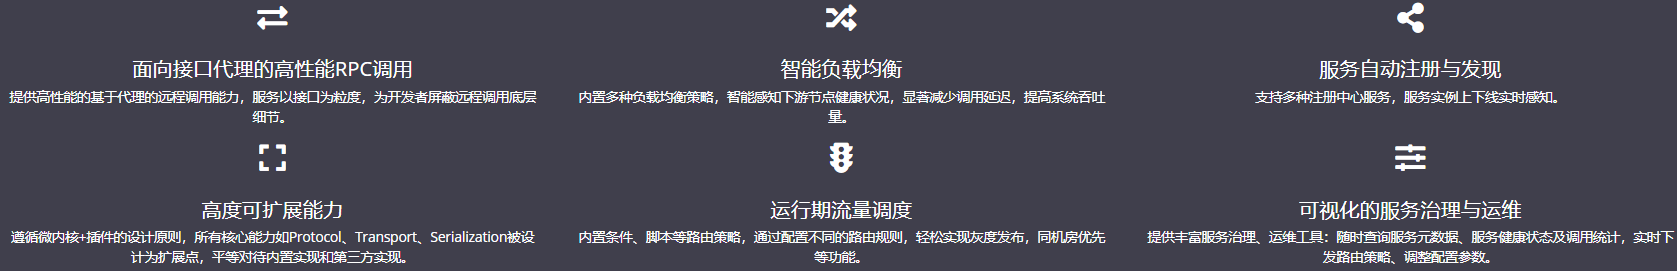 面向接口代理的高性能RPC调用
提供高性能的基于代理的远程调用能力，服务以接口为粒度，为开发者屏蔽远程调用底层
细节。
智能负载均衡
内置多种负载均衡策略，智能感知下游节点健康状况，显著减少调用延迟，提高系统吞吐
量。
服务自动注册与发现
支持多种注册中心服务，服务实例上下线实时感知。
高度可扩展能力
遵循微内核+插件的设计原则，所有核心能力如Protocol、Transport、Serialization被设
计为扩展点，平等对待内置实现和第三方实现。
运行期流量调度
内置条件、脚本等路由策略，通过配置不同的路由规则，轻松实现灰度发布，同机房优先
等功能。
可视化的服务治理与运维
提供丰富服务治理、运维工具：随时查询服务元数据、服务健康状态及调用统计，实时下
发路由策略、调整配置参数。